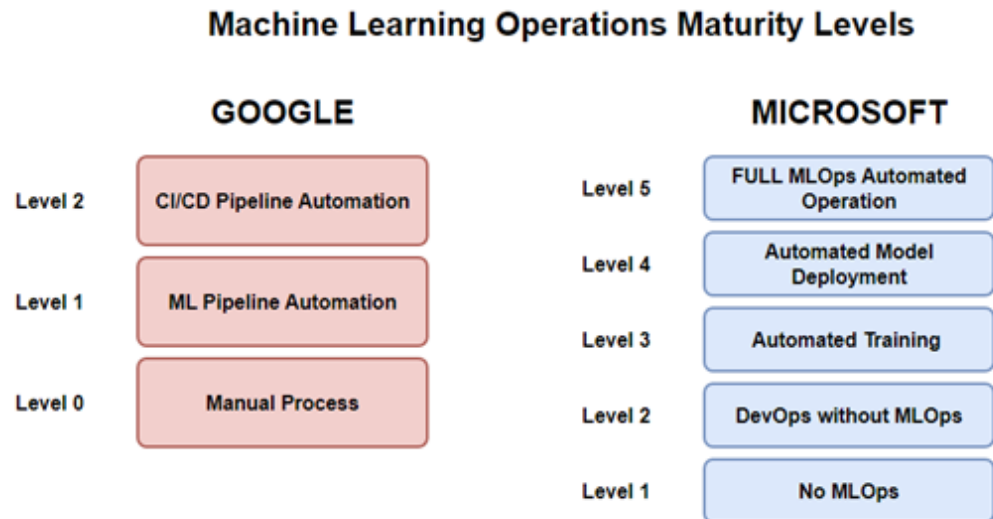 Machine Learning Operations Maturity Levels
GOOGLE
Level 2
CI/CD Pipeline Automation
Level 1
ML Pipeline Automation
Level 0
Manual Process
MICROSOFT
Level 5
FULL MLOps Automated
Operation
Level 4
Automated Model
Deployment
Level 3
Automated Training
Level 2
DevOps without MLOps
Level 1
No MLOps